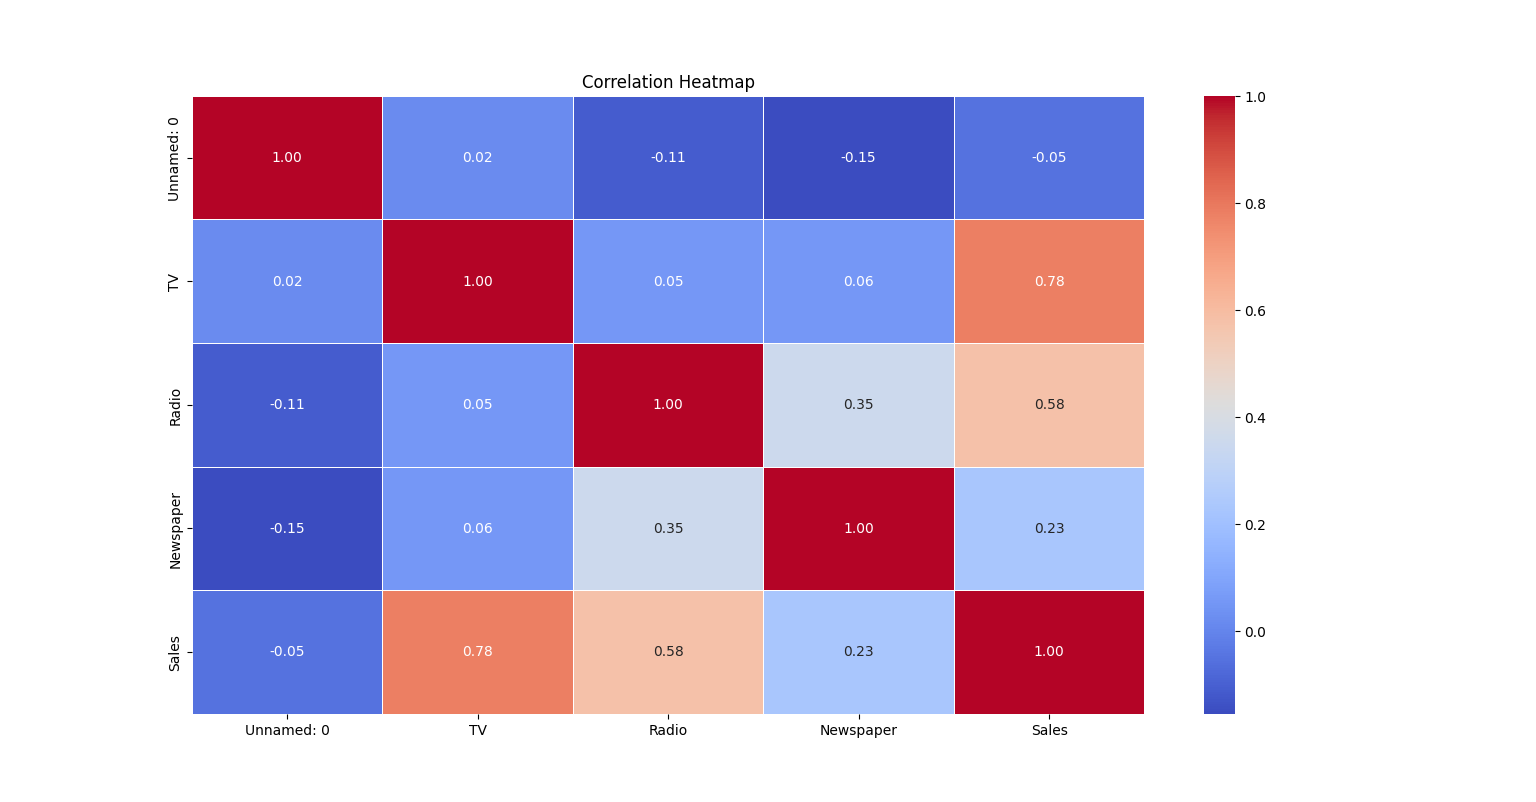 Correlation Heatmap
Unnamed: 0 1.00 0.02 -0.11 -0.15 -0.05
TV 0.02 1.00 0.05 0.06 0.78
Radio -0.11 0.05 1.00 0.35 0.58
Newspaper -0.15 0.06 0.35 1.00 0.23
Sales -0.05 0.78 0.58 0.23 1.00
Unnamed: 0 TV Radio Newspaper Sales
1.0
0.8
0.6
0.4
0.2
0.0